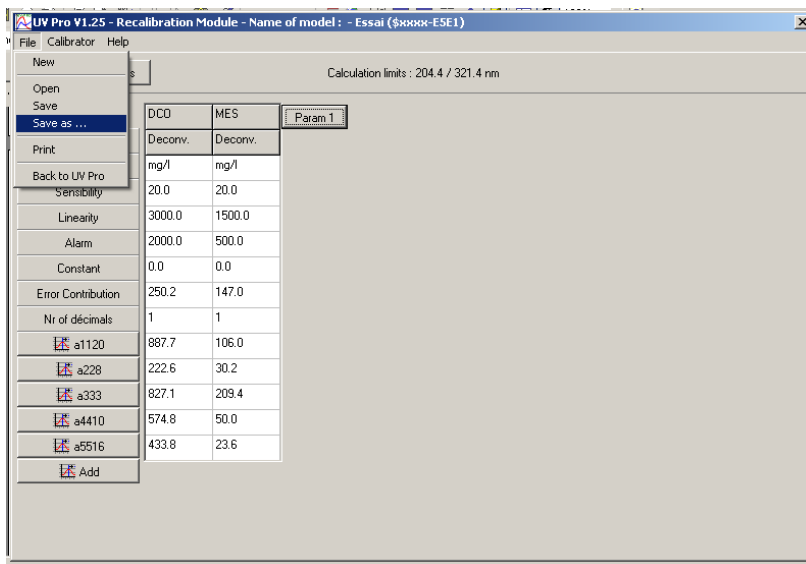 UV Pro V1.25 - Recalibration Module - Name of model : - Essai ($xxxx-E5E1)
File Calibrator Help
New
Open
Save
Save as ...
Print
Back to UV Pro
s
Calculation limits : 204.4 / 321.4 nm
DCO MES Param 1
Deconv. Deconv.
mg/l mg/l
Sensibility 20.0 20.0
Linearity 3000.0 1500.0
Alarm 2000.0 500.0
Constant 0.0 0.0
Error Contribution 250.2 147.0
Nr of décimals 1 1
a1120 887.7 106.0
a228 222.6 30.2
a333 827.1 209.4
a4410 574.8 50.0
a5516 433.8 23.6
Add